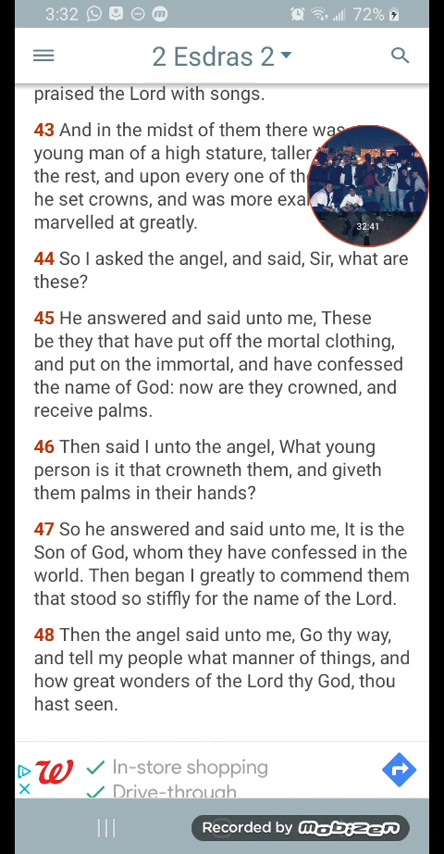 3:32 72%
2 Esdras 2
praised the Lord with songs.
43 And in the midst of them there was
young man of a high stature, taller
the rest, and upon every one of
he set crowns, and was more
marvelled at greatly.
32:41
44 So I asked the angel, and said, Sir, what are
these?
45 He answered and said unto me, These
be they that have put off the mortal clothing,
and put on the immortal, and have confessed
the name of God: now are they crowned, and
receive palms.
46 Then said I unto the angel, What young
person is it that crowneth them, and giveth
them palms in their hands?
47 So he answered and said unto me, It is the
Son of God, whom they have confessed in the
world. Then began I greatly to commend them
that stood so stiffly for the name of the Lord.
48 Then the angel said unto me, Go thy way,
and tell my people what manner of things, and
how great wonders of the Lord thy God, thou
hast seen.
W
In-store shopping
Drive-through
Recorded by Mobizen